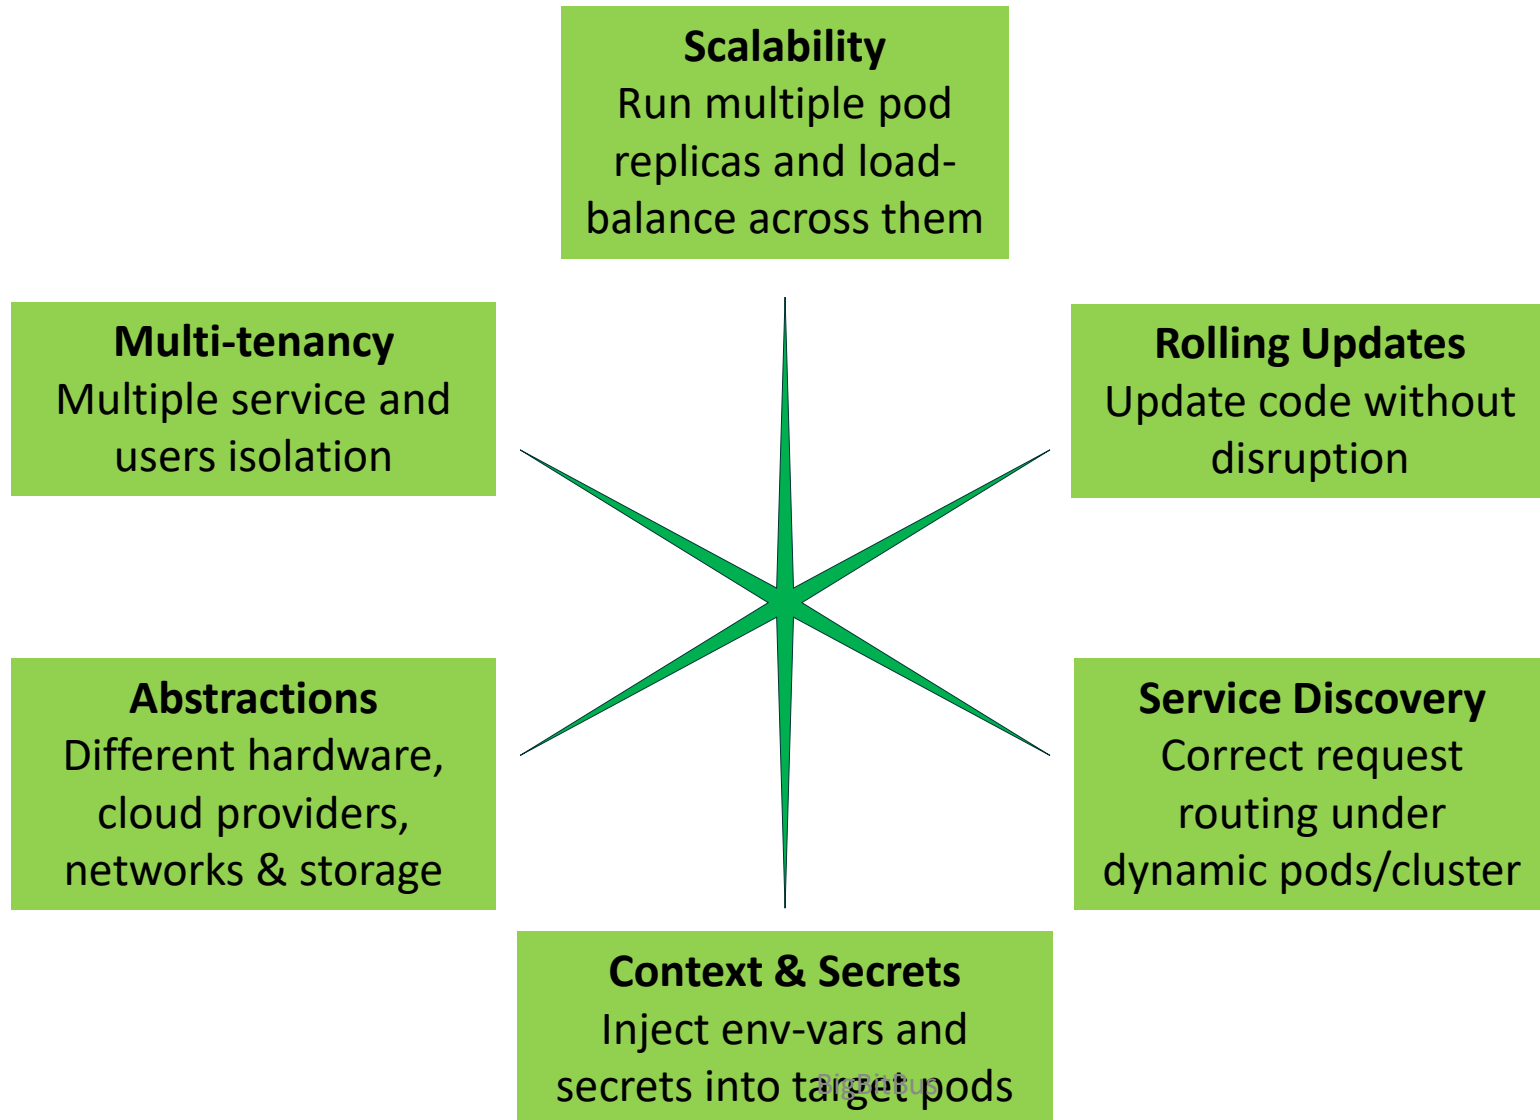 Scalability
Run multiple pod
replicas and load-
balance across them
Multi-tenancy
Multiple service and
users isolation
Rolling Updates
Update code without
disruption
Abstractions
Different hardware,
cloud providers,
networks & storage
Service Discovery
Correct request
routing under
dynamic pods/cluster
Context & Secrets
Inject env-vars and
secrets into target pods
BigBitBus